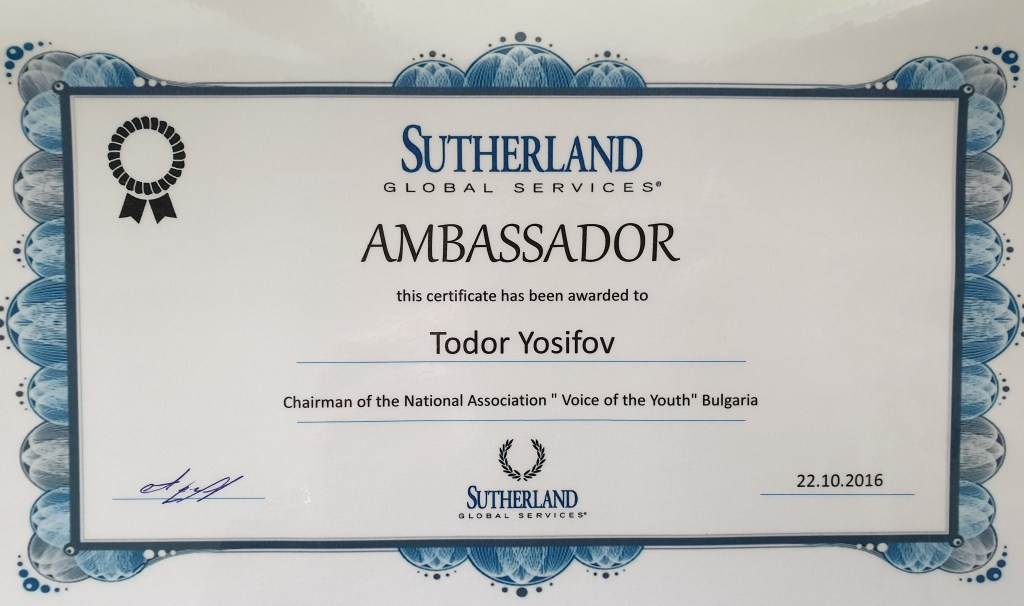 SUTHERLAND
GLOBAL SERVICES®
AMBASSADOR
this certificate has been awarded to
Todor Yosifov
Chairman of the National Association " Voice of the Youth" Bulgaria
SUTHERLAND
GLOBAL SERVICES®
22.10.2016